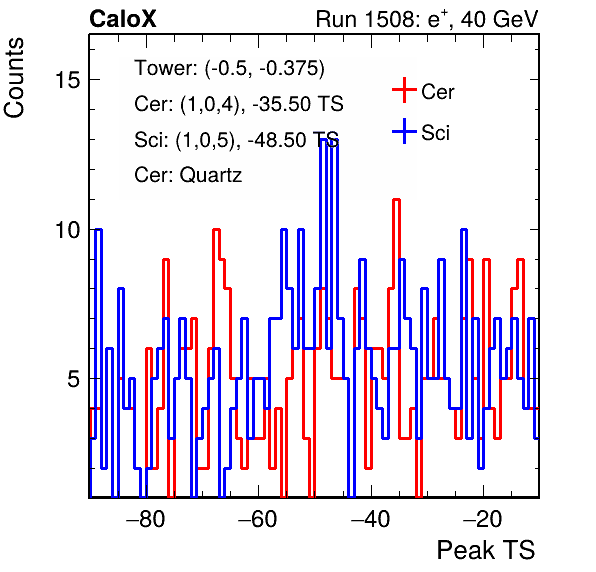 CaloX Run 1508: e+, 40 GeV
Counts
Tower: (-0.5, -0.375)
Cer: (1,0,4), -35.50 TS
Sci: (1,0,5), -48.50 TS
Cer: Quartz
Cer
Sci
15
10
5
−80 −60 −40 −20
Peak TS